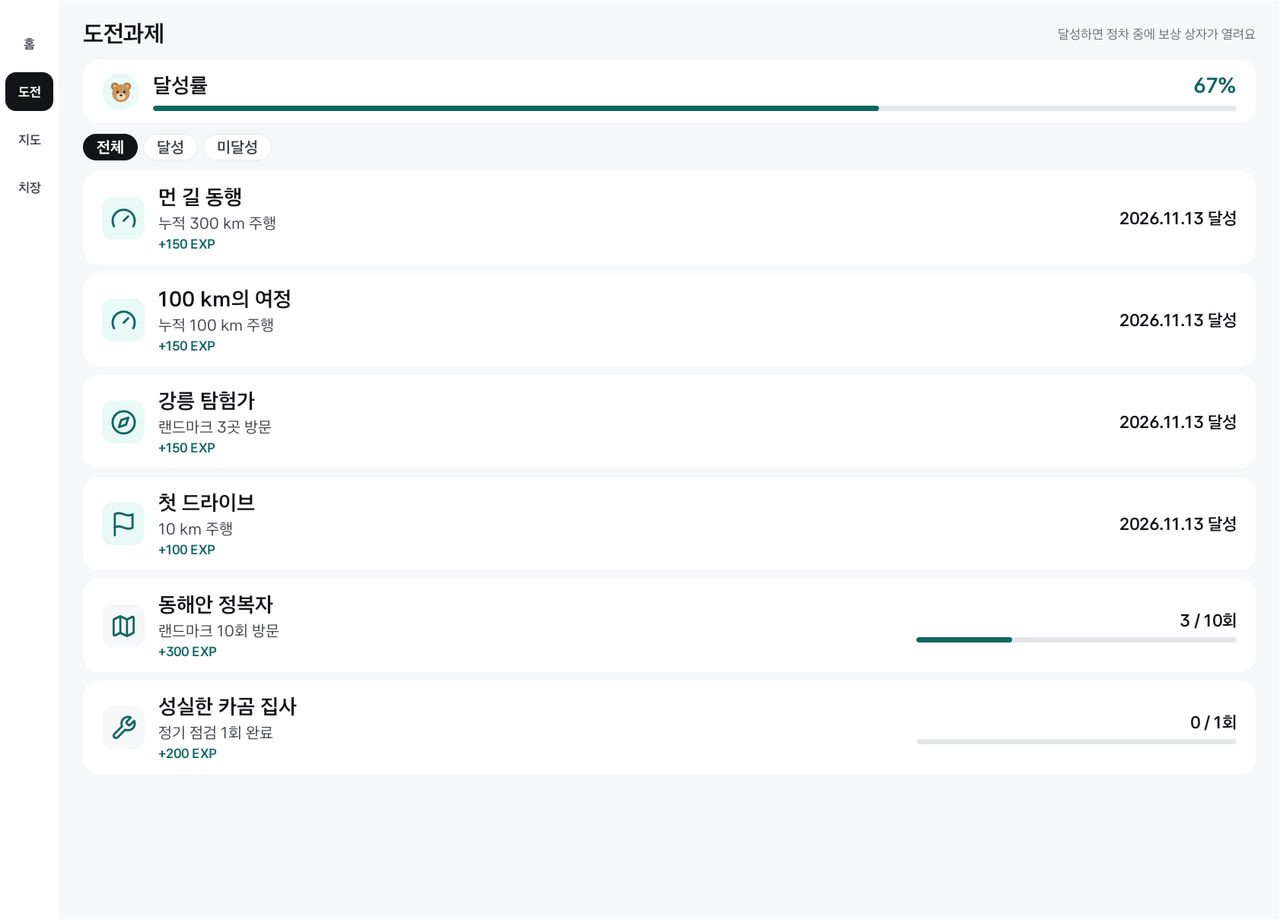 홈
도전
지도
치장
도전과제
달성하면 정차 중에 보상 상자가 열려요
달성률
67%
전체
달성
미달성
먼 길 동행
누적 300 km 주행
+150 EXP
2026.11.13 달성
100 km의 여정
누적 100 km 주행
+150 EXP
2026.11.13 달성
강릉 탐험가
랜드마크 3곳 방문
+150 EXP
2026.11.13 달성
첫 드라이브
10 km 주행
+100 EXP
2026.11.13 달성
동해안 정복자
랜드마크 10회 방문
+300 EXP
3 / 10회
성실한 카곰 집사
정기 점검 1회 완료
+200 EXP
0 / 1회